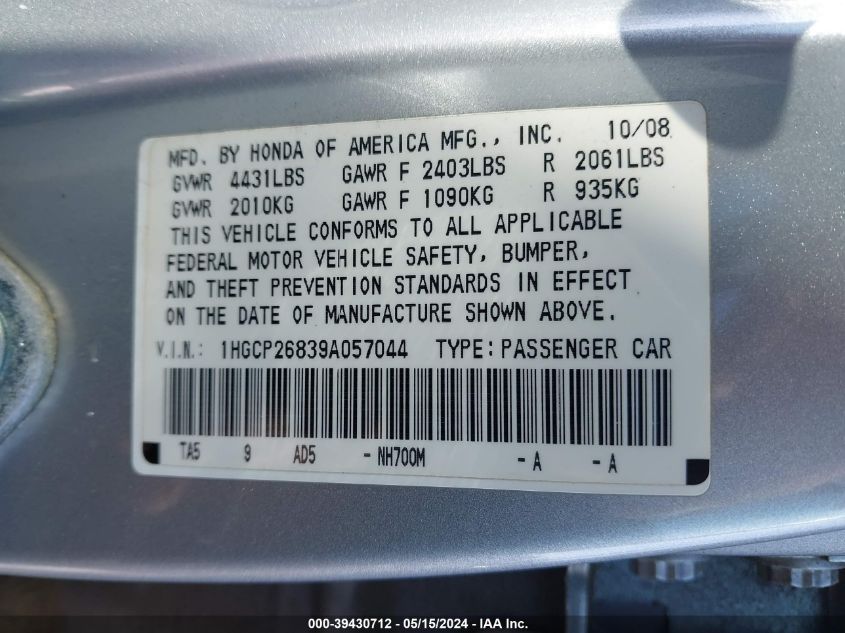 MFD. BY HONDA OF AMERICA MFG., INC. 10/08
GVWR 4431LBS GAWR F 2403LBS R 2061LBS
GVWR 2010KG GAWR F 1090KG R 935KG
THIS VEHICLE CONFORMS TO ALL APPLICABLE
FEDERAL MOTOR VEHICLE SAFETY, BUMPER,
AND THEFT PREVENTION STANDARDS IN EFFECT
ON THE DATE OF MANUFACTURE SHOWN ABOVE.
V.I.N.: 1HGCP26839A057044 TYPE: PASSENGER CAR
TA5 9 AD5 - NH700M - A - A
000-39430712 — 05/15/2024 — IAA Inc.